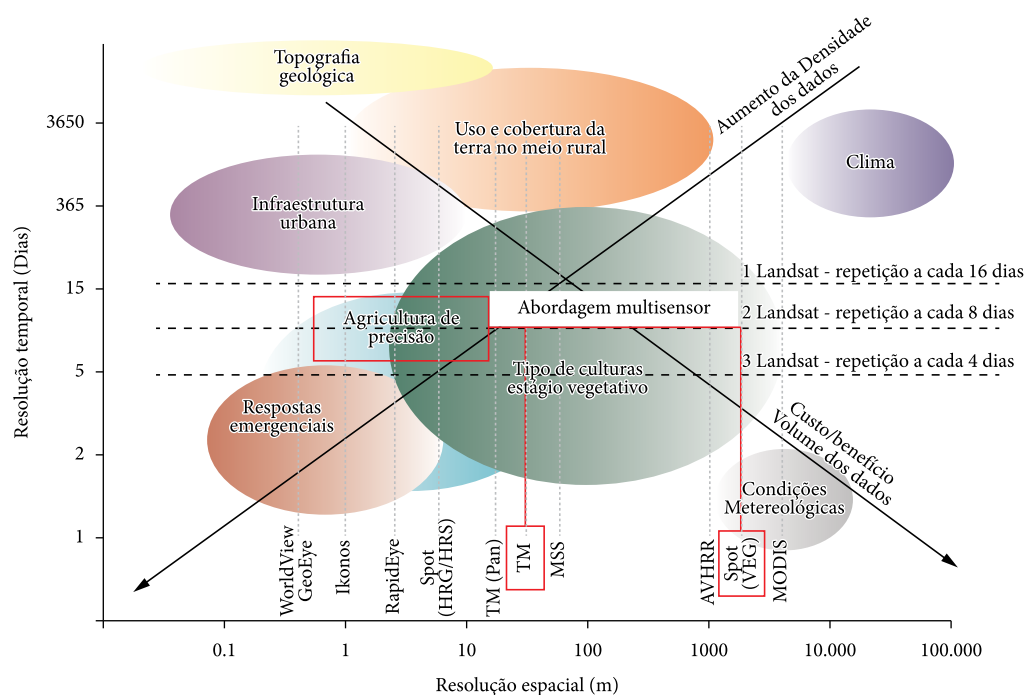 Topografia
geológica
Aumento da Densidade
dos dados
3650
Uso e cobertura da
terra no meio rural
Clima
365
Infraestrutura
urbana
Resolução temporal (Dias)
1 Landsat - repetição a cada 16 dias
15
Abordagem multisensor
2 Landsat - repetição a cada 8 dias
Agricultura de
precisão
3 Landsat - repetição a cada 4 dias
5
Tipo de culturas
estágio vegetativo
Respostas
emergenciais
Custo/benefício
Volume dos dados
2
Condições
Metereológicas
1
WorldView
GeoEye
Ikonos
RapidEye
Spot
(HRG/HRS)
TM (Pan)
TM
MSS
AVHRR
Spot
(VEG)
MODIS
0.1
1
10
100
1000
10.000
100.000
Resolução espacial (m)